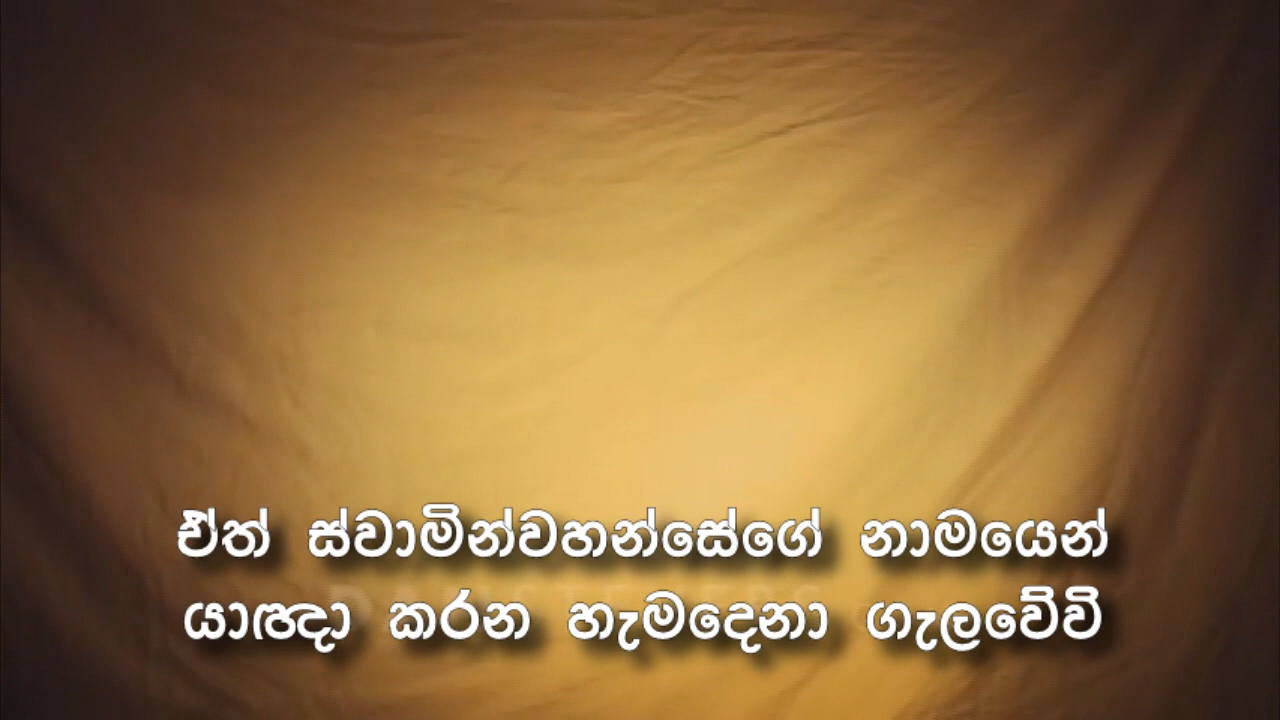 ඒත් ස්වාමින්වහන්සේගේ නාමයෙන්
යාඥා කරන හැමදෙනා ගැලවේවි